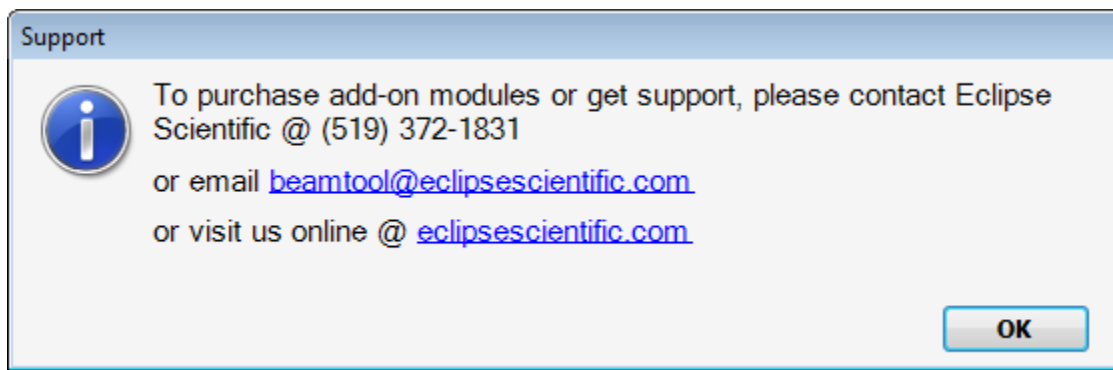 Support
To purchase add-on modules or get support, please contact Eclipse
Scientific @ (519) 372-1831
or email beamtool@eclipsescientific.com
or visit us online @ eclipsescientific.com
OK